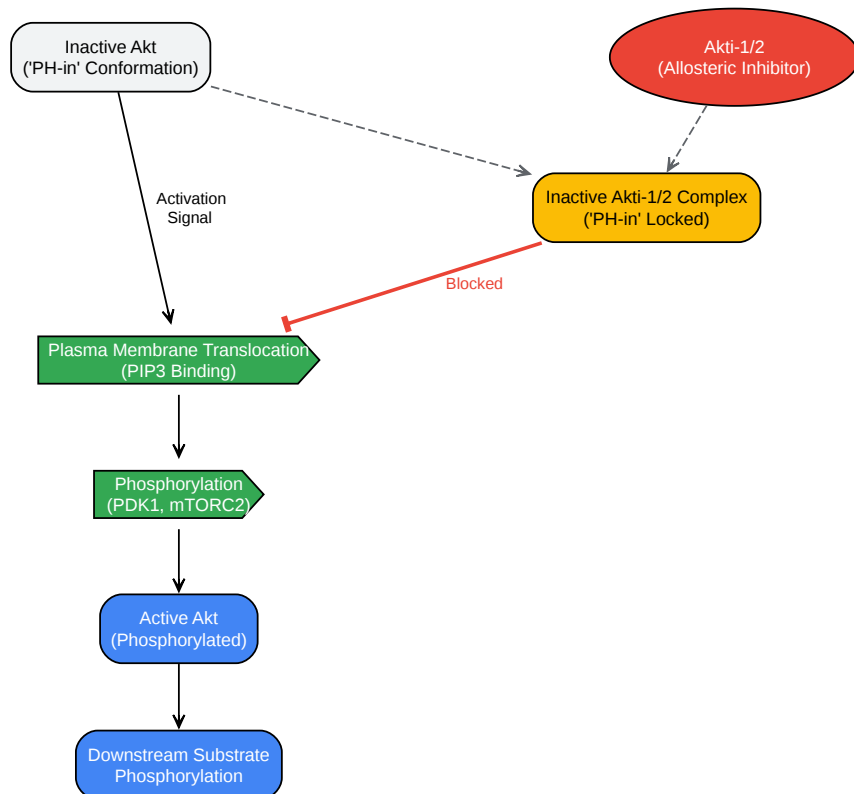 Inactive Akt
('PH-in' Conformation)
Akti-1/2
(Allosteric Inhibitor)
Activation
Signal
Inactive Akti-1/2 Complex
('PH-in' Locked)
Blocked
Plasma Membrane Translocation
(PIP3 Binding)
Phosphorylation
(PDK1, mTORC2)
Active Akt
(Phosphorylated)
Downstream Substrate
Phosphorylation